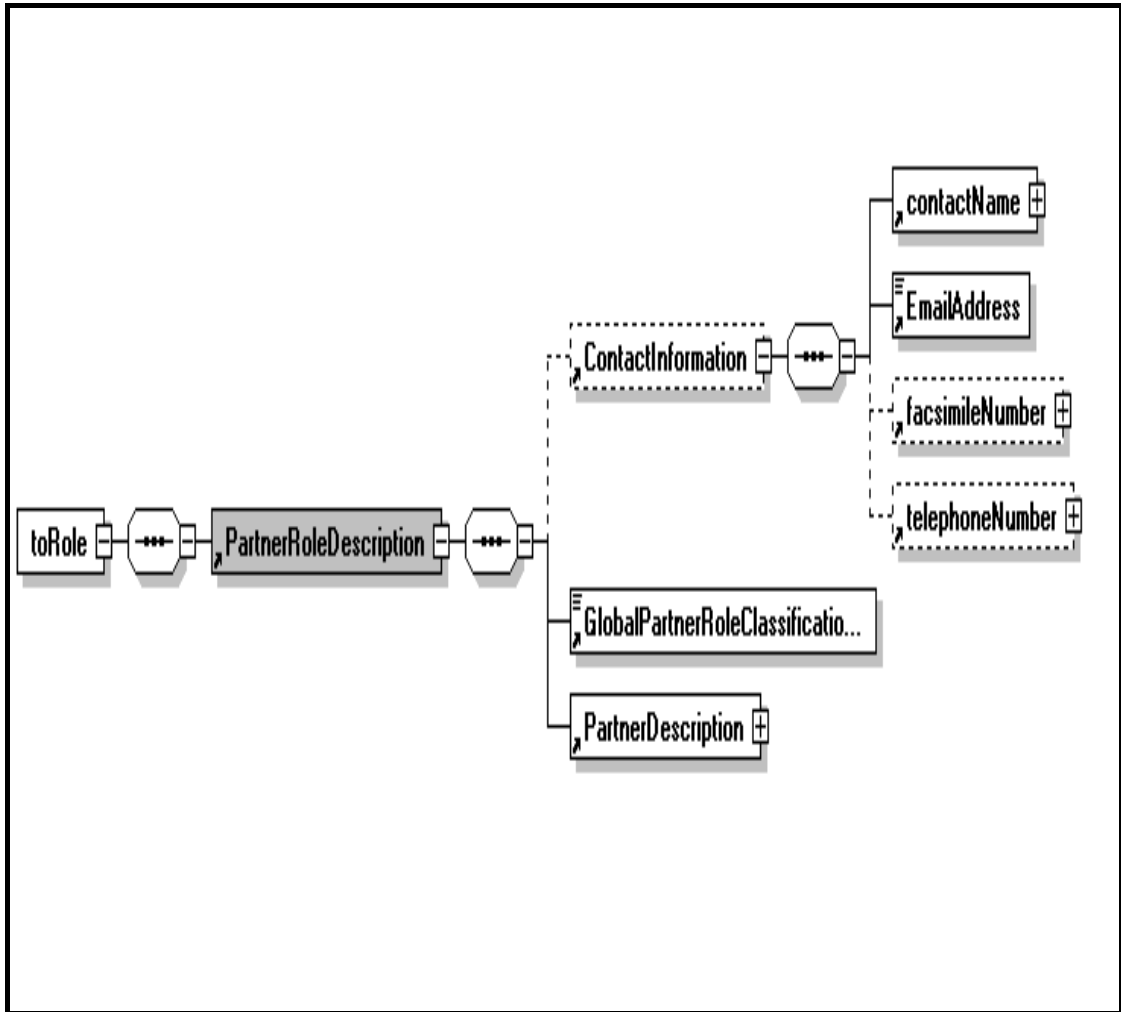 contactName
EmailAddress
ContactInformation
facsimileNumber
telephoneNumber
toRole
PartnerRoleDescription
GlobalPartnerRoleClassificatio...
PartnerDescription